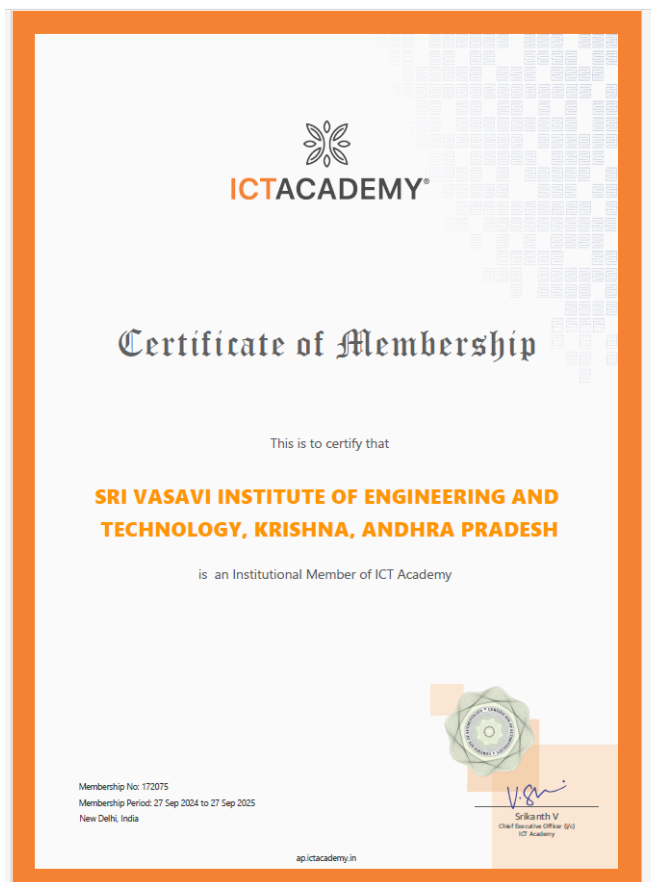 ICTACADEMY®
Certificate of Membership
This is to certify that
SRI VASAVI INSTITUTE OF ENGINEERING AND
TECHNOLOGY, KRISHNA, ANDHRA PRADESH
is an Institutional Member of ICT Academy
V.S
Membership No: 172075
Membership Period: 27 Sep 2024 to 27 Sep 2025
New Delhi, India
Srikanth V
Chief Executive Officer (i/c)
ICT Academy
ap.ictacademy.in